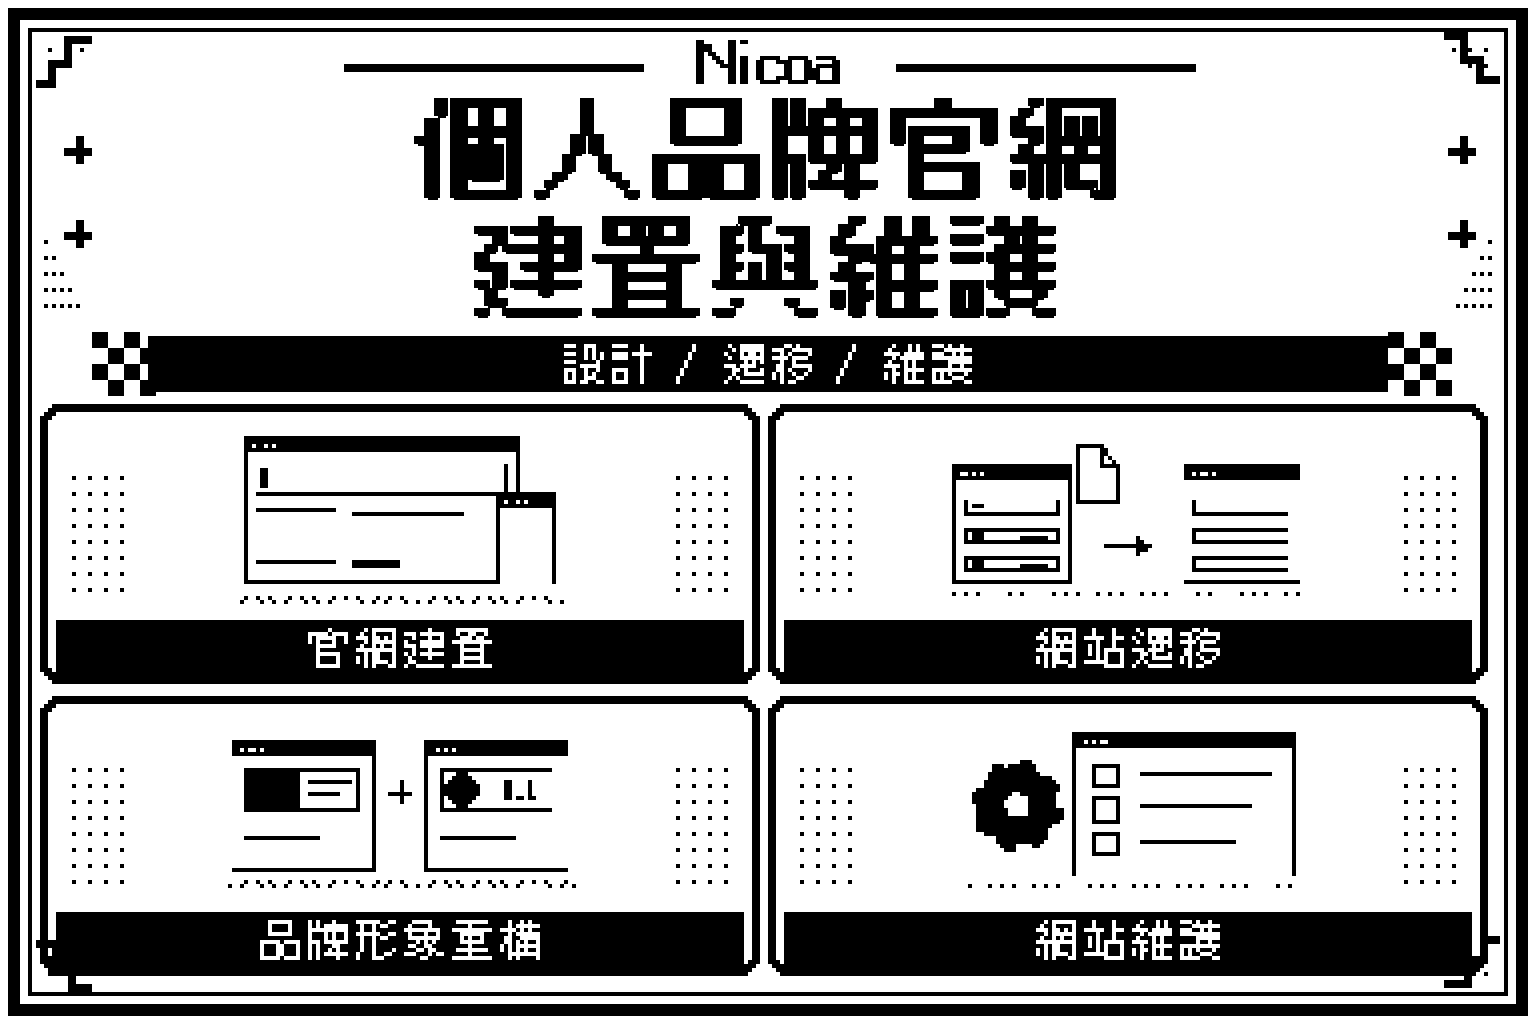 Nicoa
個人品牌官網
建置與維護
設計 / 遷移 / 維護
官網建置
網站遷移
品牌形象重構
網站維護